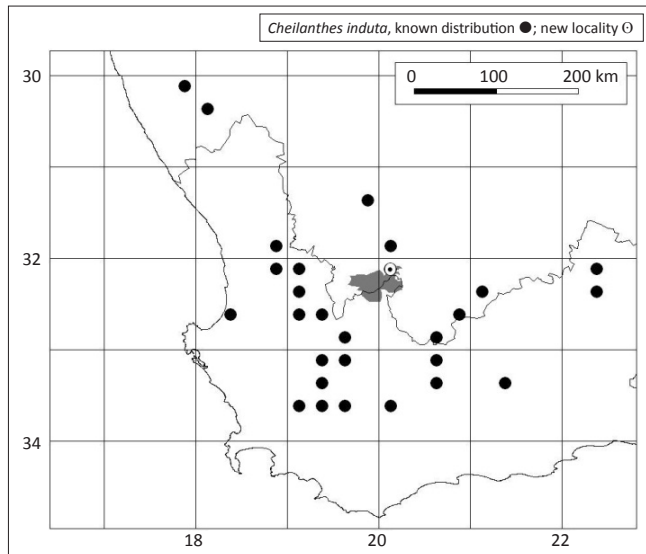 Cheilanthes induta, known distribution ●; new locality ʘ
0 100 200 km
30
32
34
18 20 22